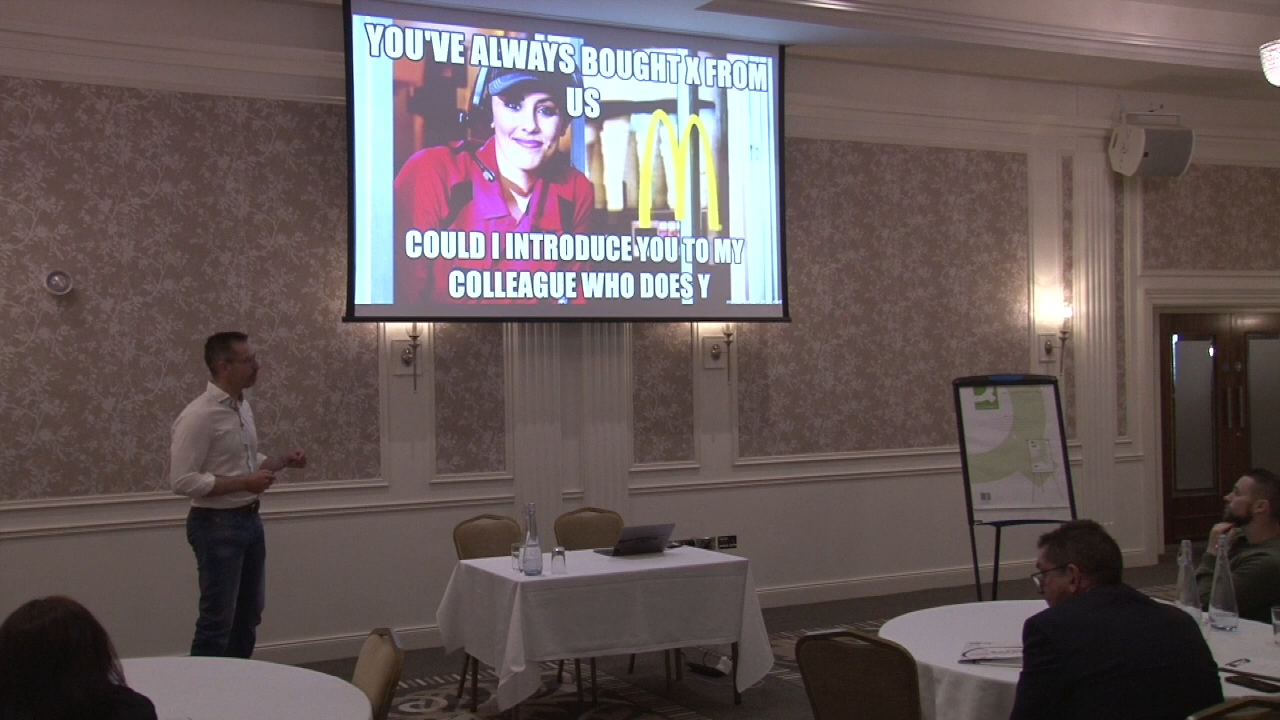 YOU'VE ALWAYS BOUGHT X FROM
US
COULD I INTRODUCE YOU TO MY
COLLEAGUE WHO DOES Y